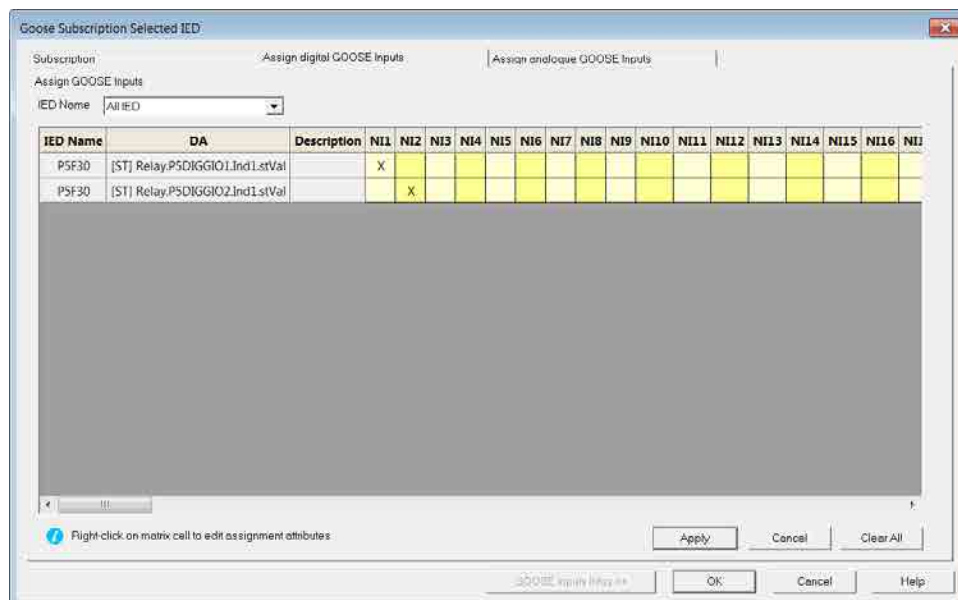 Goose Subscription Selected IED
Subscription Assign digital GOOSE Inputs Assign analogue GOOSE Inputs
Assign GOOSE Inputs
IED Name All IED
IED Name DA Description NI1 NI2 NI3 NI4 NI5 NI6 NI7 NI8 NI9 NI10 NI11 NI12 NI13 NI14 NI15 NI16
P5F30 [ST] Relay.P5DIGGIO1.Ind1.stVal X
P5F30 [ST] Relay.P5DIGGIO2.Ind1.stVal X
Right-click on matrix cell to edit assignment attributes
Apply Cancel Clear All
GOOSE Inputs
OK Cancel Help